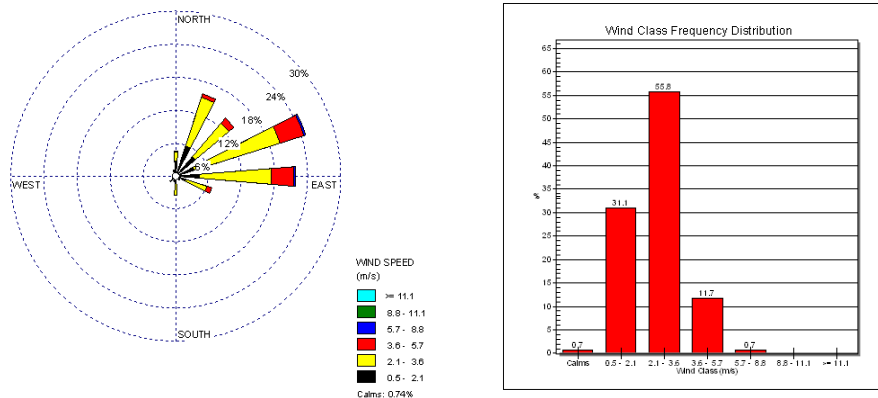 NORTH
30%
24%
18%
12%
6%
WEST
EAST
SOUTH
WIND SPEED
(m/s)
>= 11.1
8.8 - 11.1
5.7 - 8.8
3.6 - 5.7
2.1 - 3.6
0.5 - 2.1
Calms: 0.74%
Wind Class Frequency Distribution
65
60
55
50
45
40
35
30
25
20
15
10
5
0
%
0.7
31.1
55.8
11.7
0.7
Calms
0.5 - 2.1
2.1 - 3.6
3.6 - 5.7
5.7 - 8.8
8.8 - 11.1
>= 11.1
Wind Class (m/s)